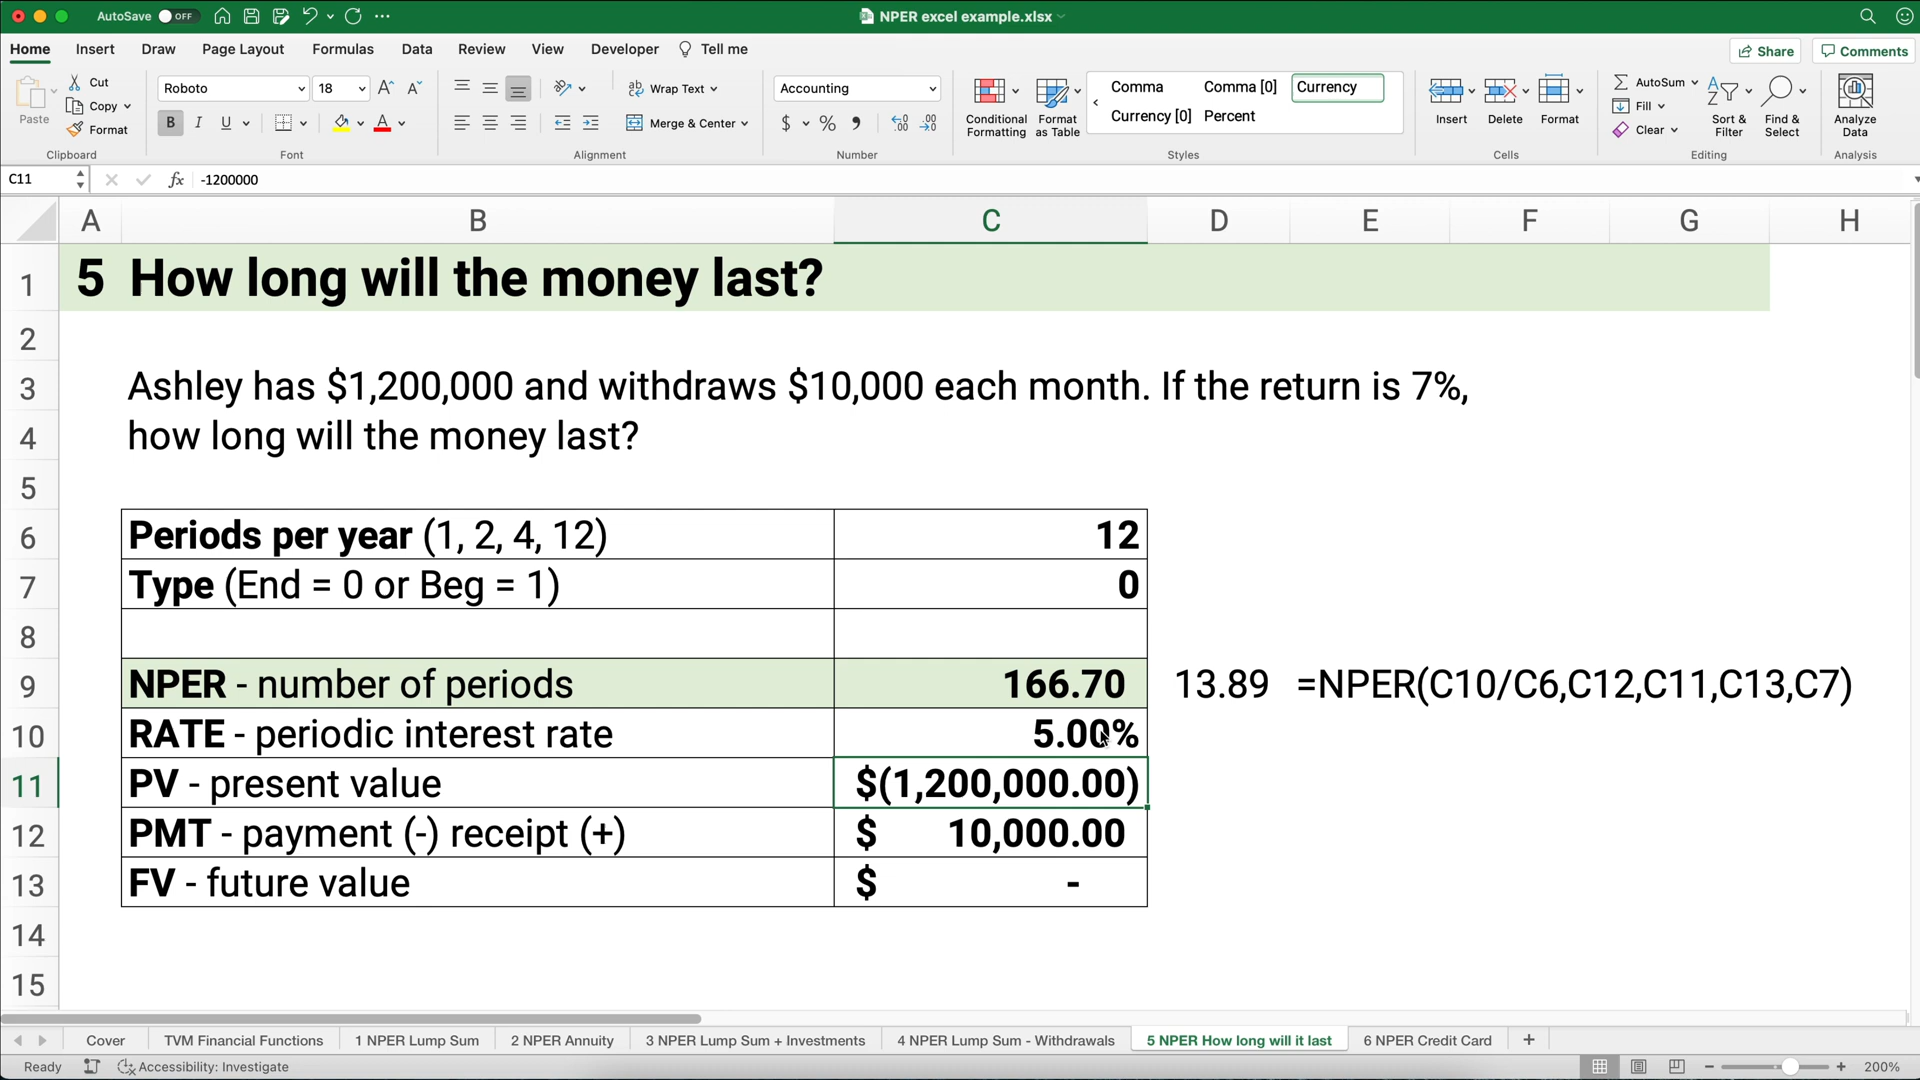 AutoSave OFF NPER excel example.xlsx
Home Insert Draw Page Layout Formulas Data Review View Developer Tell me Share Comments
Paste Cut Copy Format
Clipboard
Roboto 18 A A
B I U A
Font
Wrap Text
Merge & Center
Alignment
Accounting
$ % 9
Number
Conditional Formatting
Format as Table
Comma Comma [0] Currency
Currency [0] Percent
Styles
Insert Delete Format
Cells
AutoSum
Fill
Clear
Sort & Filter
Find & Select
Editing
Analyze Data
Analysis
C11 fx -1200000
A B C D E F G H
1 5 How long will the money last?
2
3 Ashley has $1,200,000 and withdraws $10,000 each month. If the return is 7%,
4 how long will the money last?
5
6 Periods per year (1, 2, 4, 12) 12
7 Type (End = 0 or Beg = 1) 0
8
9 NPER - number of periods 166.70 13.89 =NPER(C10/C6,C12,C11,C13,C7)
10 RATE - periodic interest rate 5.00%
11 PV - present value $(1,200,000.00)
12 PMT - payment (-) receipt (+) $ 10,000.00
13 FV - future value $ -
14
15
Cover TVM Financial Functions 1 NPER Lump Sum 2 NPER Annuity 3 NPER Lump Sum + Investments 4 NPER Lump Sum - Withdrawals 5 NPER How long will it last 6 NPER Credit Card +
Ready Accessibility: Investigate - + 200%